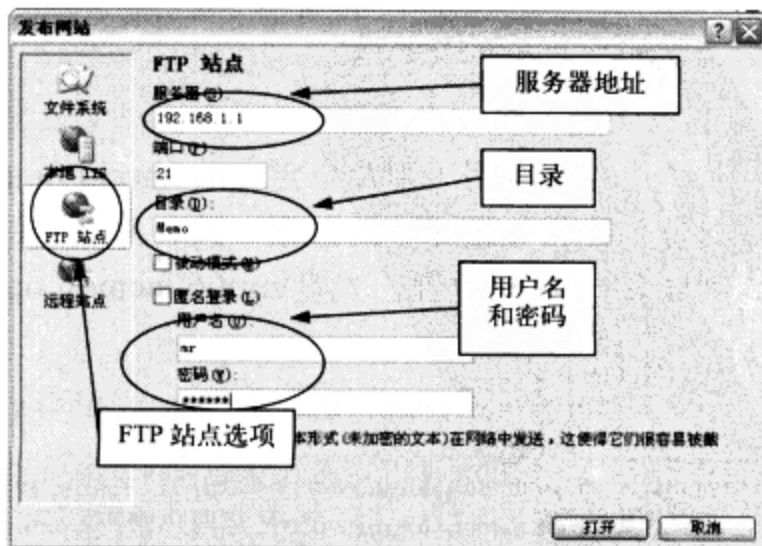 发布网站
文件系统
本地 IIS
FTP 站点
远程站点
FTP 站点
服务器(S):
192.168.1.1
端口(P):
21
目录(D):
Memo
被动模式(M)
匿名登录(L)
用户名(U):
mr
密码(W):
******
本形式(未加密的文本)在网络中发送，这使得它们很容易被截
打开
取消
服务器地址
目录
用户名
和密码
FTP 站点选项